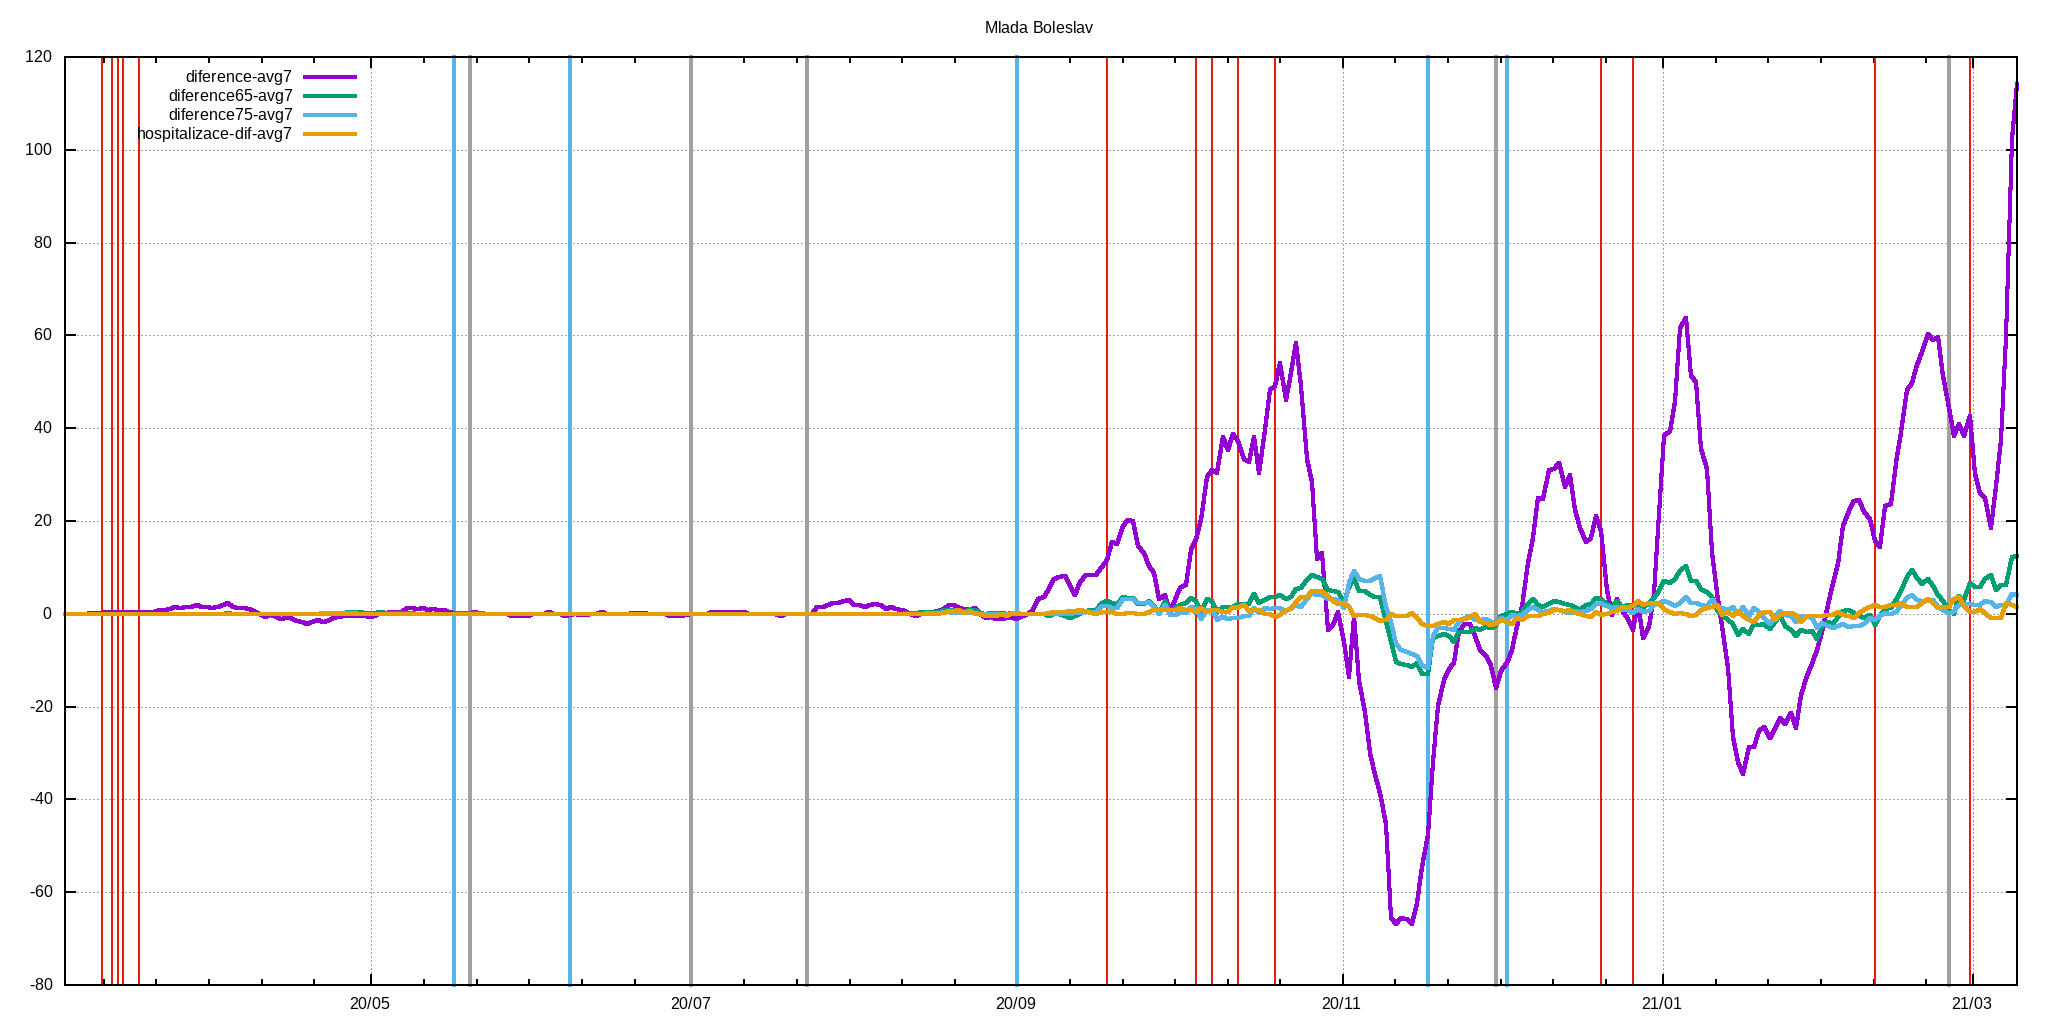 Mlada Boleslav
120
100
80
60
40
20
0
-20
-40
-60
-80
diference-avg7
diference65-avg7
diference75-avg7
hospitalizace-dif-avg7
20/05 20/07 20/09 20/11 21/01 21/03